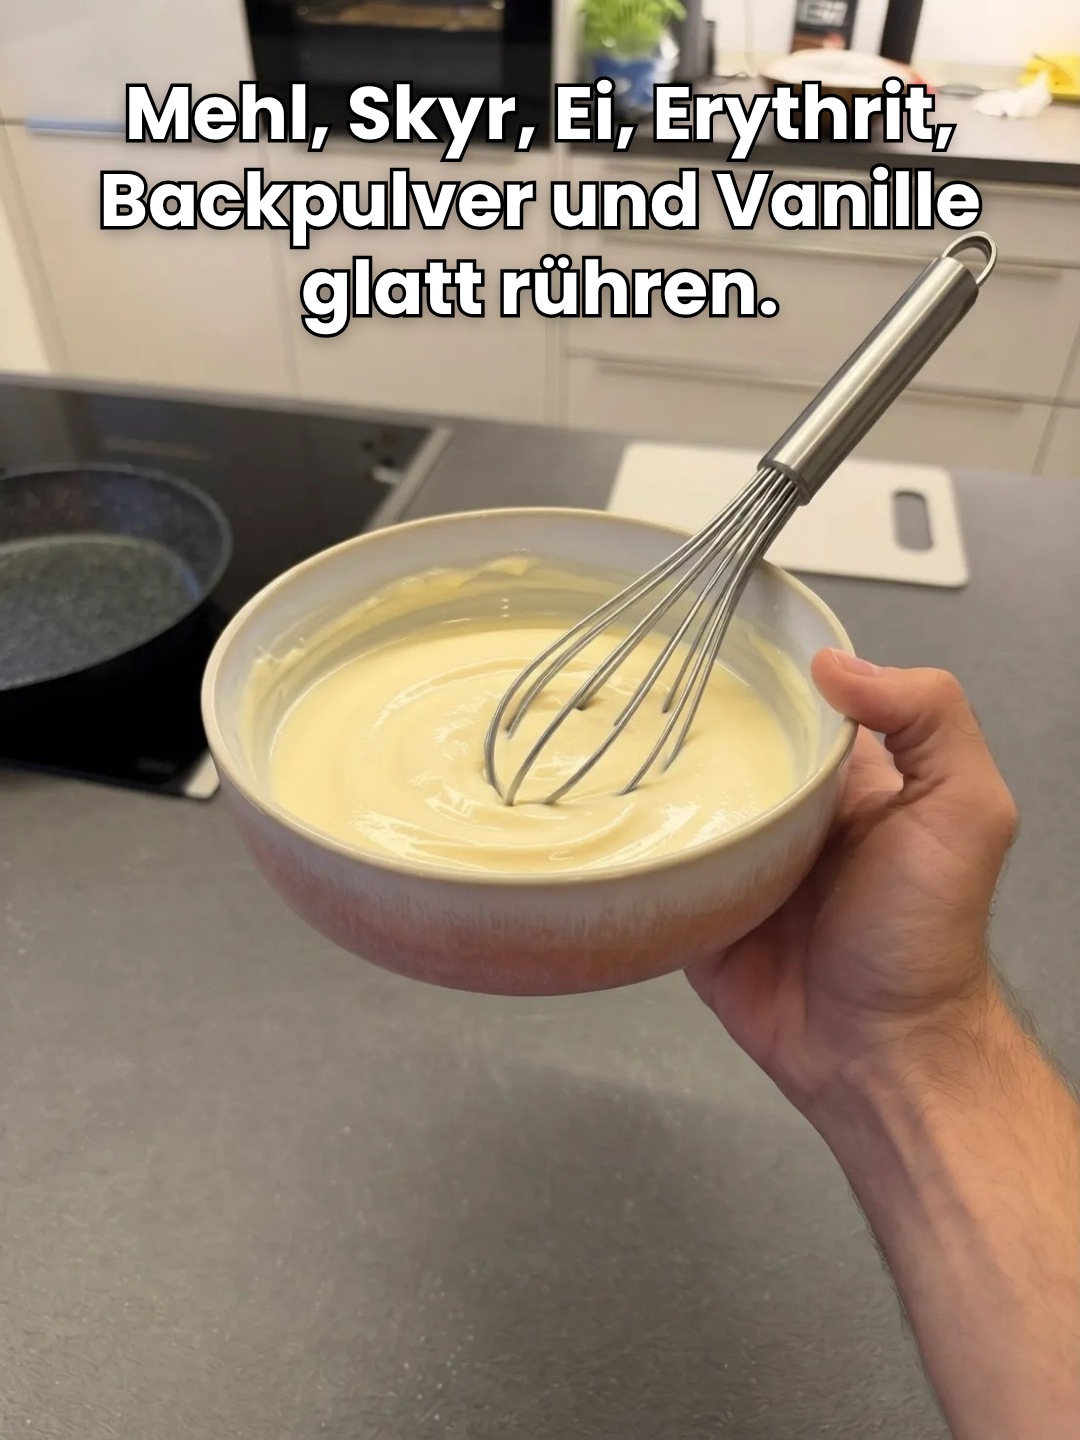 Mehl, Skyr, Ei, Erythrit,
Backpulver und Vanille
glatt rühren.